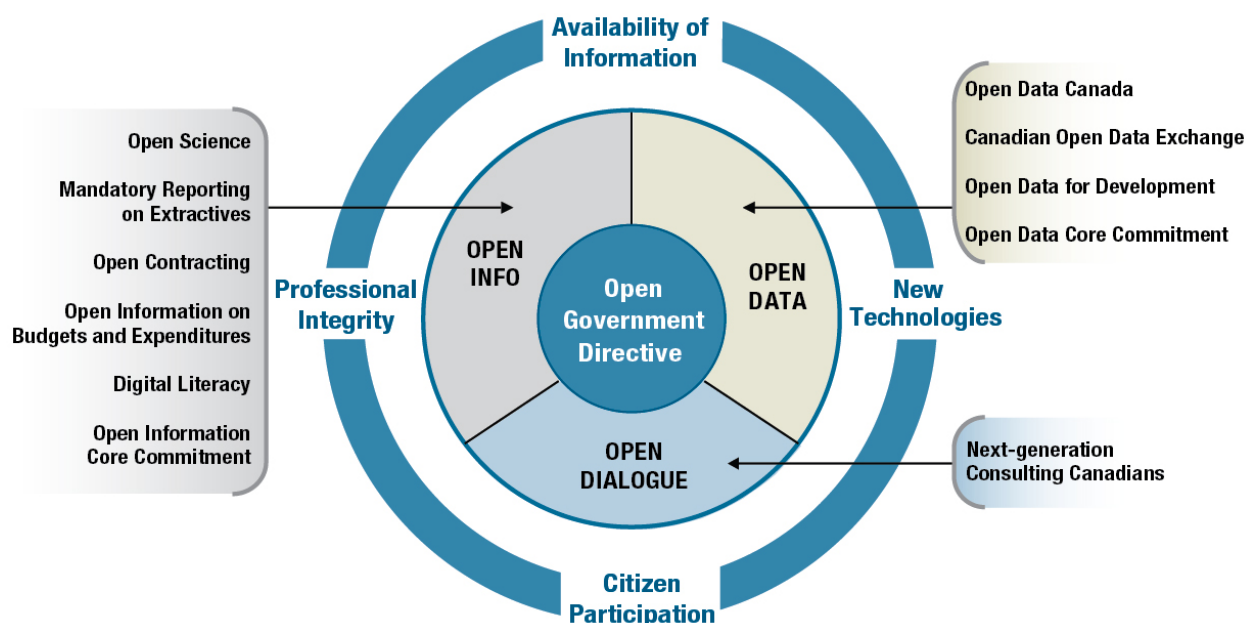 Availability of
Information
Open Science
Mandatory Reporting
on Extractives
Open Contracting
Open Information on
Budgets and Expenditures
Digital Literacy
Open Information
Core Commitment
Professional
Integrity
OPEN
INFO
Open
Government
Directive
OPEN
DATA
OPEN
DIALOGUE
New
Technologies
Open Data Canada
Canadian Open Data Exchange
Open Data for Development
Open Data Core Commitment
Next-generation
Consulting Canadians
Citizen
Participation